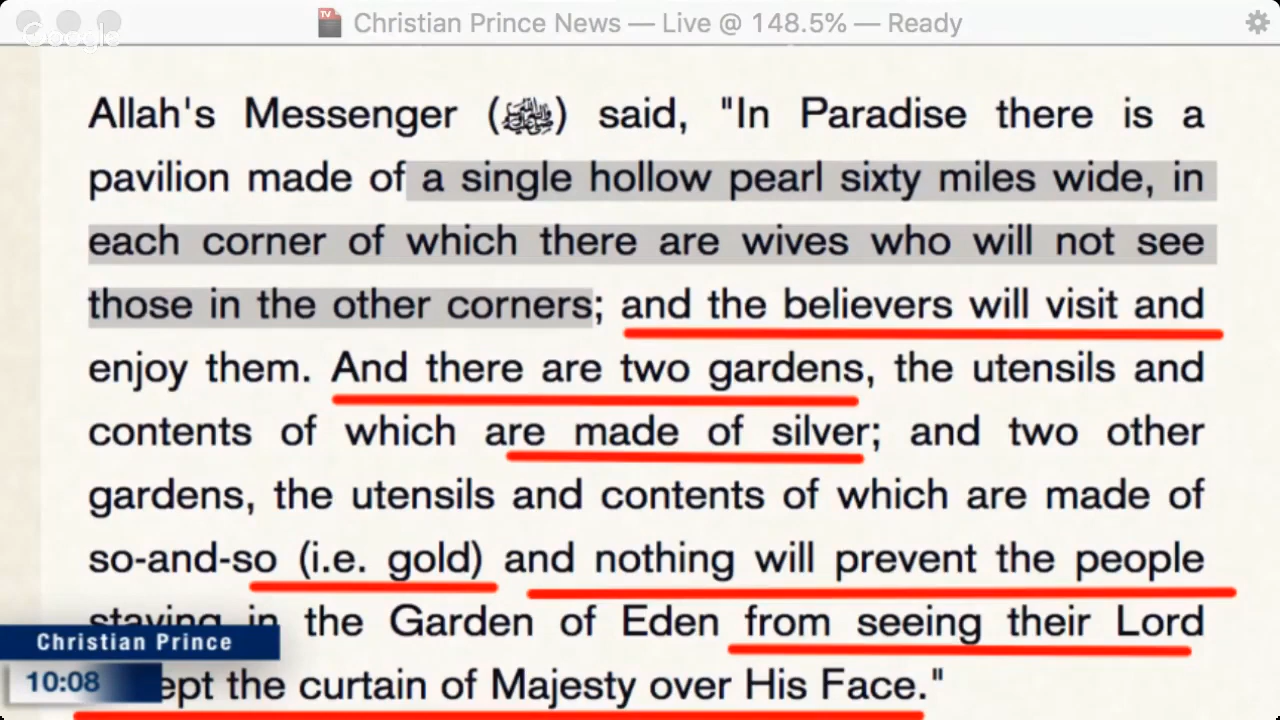 Christian Prince News — Live @ 148.5% — Ready
Google
TV
Allah's Messenger (ﷺ) said, "In Paradise there is a
pavilion made of a single hollow pearl sixty miles wide, in
each corner of which there are wives who will not see
those in the other corners; and the believers will visit and
enjoy them. And there are two gardens, the utensils and
contents of which are made of silver; and two other
gardens, the utensils and contents of which are made of
so-and-so (i.e. gold) and nothing will prevent the people
staying in the Garden of Eden from seeing their Lord
ept the curtain of Majesty over His Face."
Christian Prince
10:08